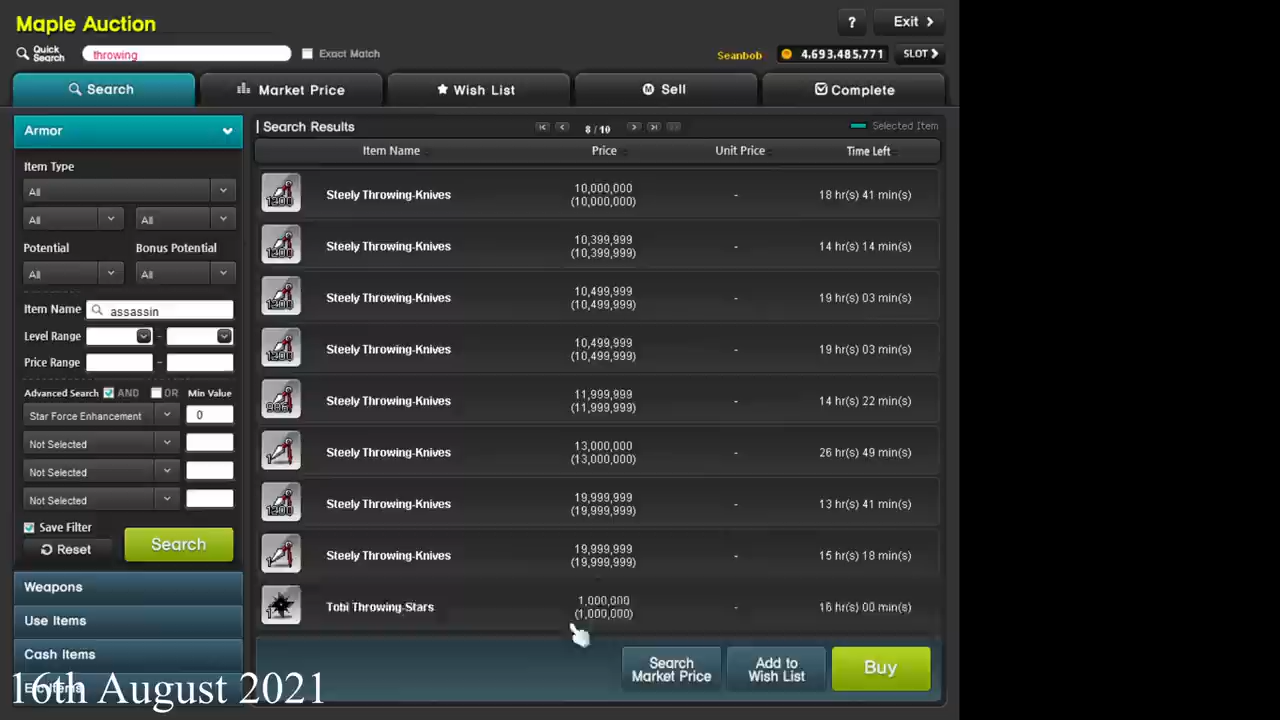 Maple Auction
?
Exit
Quick Search
throwing
Exact Match
Seanbob
4.693.485.771
SLOT
Search
Market Price
Wish List
Sell
Complete
Armor
Search Results
8 / 10
Selected Item
Item Name
Price
Unit Price
Time Left
Item Type
All
All
All
Potential
Bonus Potential
All
All
Item Name
assassin
Level Range
-
Price Range
-
Advanced Search
AND
OR
Min Value
Star Force Enhancement
0
Not Selected
Not Selected
Not Selected
Save Filter
Reset
Search
Weapons
Use Items
Cash Items
1200
Steely Throwing-Knives
10,000,000
(10,000,000)
-
18 hr(s) 41 min(s)
1200
Steely Throwing-Knives
10,399,999
(10,399,999)
-
14 hr(s) 14 min(s)
1200
Steely Throwing-Knives
10,499,999
(10,499,999)
-
19 hr(s) 03 min(s)
1200
Steely Throwing-Knives
10,499,999
(10,499,999)
-
19 hr(s) 03 min(s)
Steely Throwing-Knives
11,999,999
(11,999,999)
-
14 hr(s) 22 min(s)
1
Steely Throwing-Knives
13,000,000
(13,000,000)
-
26 hr(s) 49 min(s)
1200
Steely Throwing-Knives
19,999,999
(19,999,999)
-
13 hr(s) 41 min(s)
1
Steely Throwing-Knives
19,999,999
(19,999,999)
-
15 hr(s) 18 min(s)
1
Tobi Throwing-Stars
1,000,000
(1,000,000)
-
16 hr(s) 00 min(s)
Search
Market Price
Add to
Wish List
Buy
16th August 2021